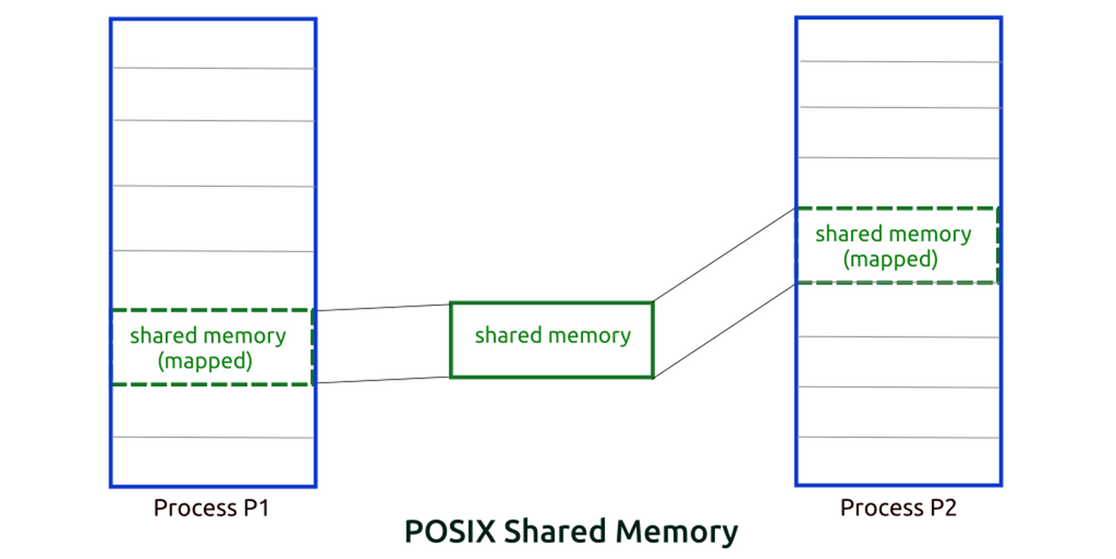 shared memory
(mapped)
Process P1
shared memory
shared memory
(mapped)
Process P2
POSIX Shared Memory